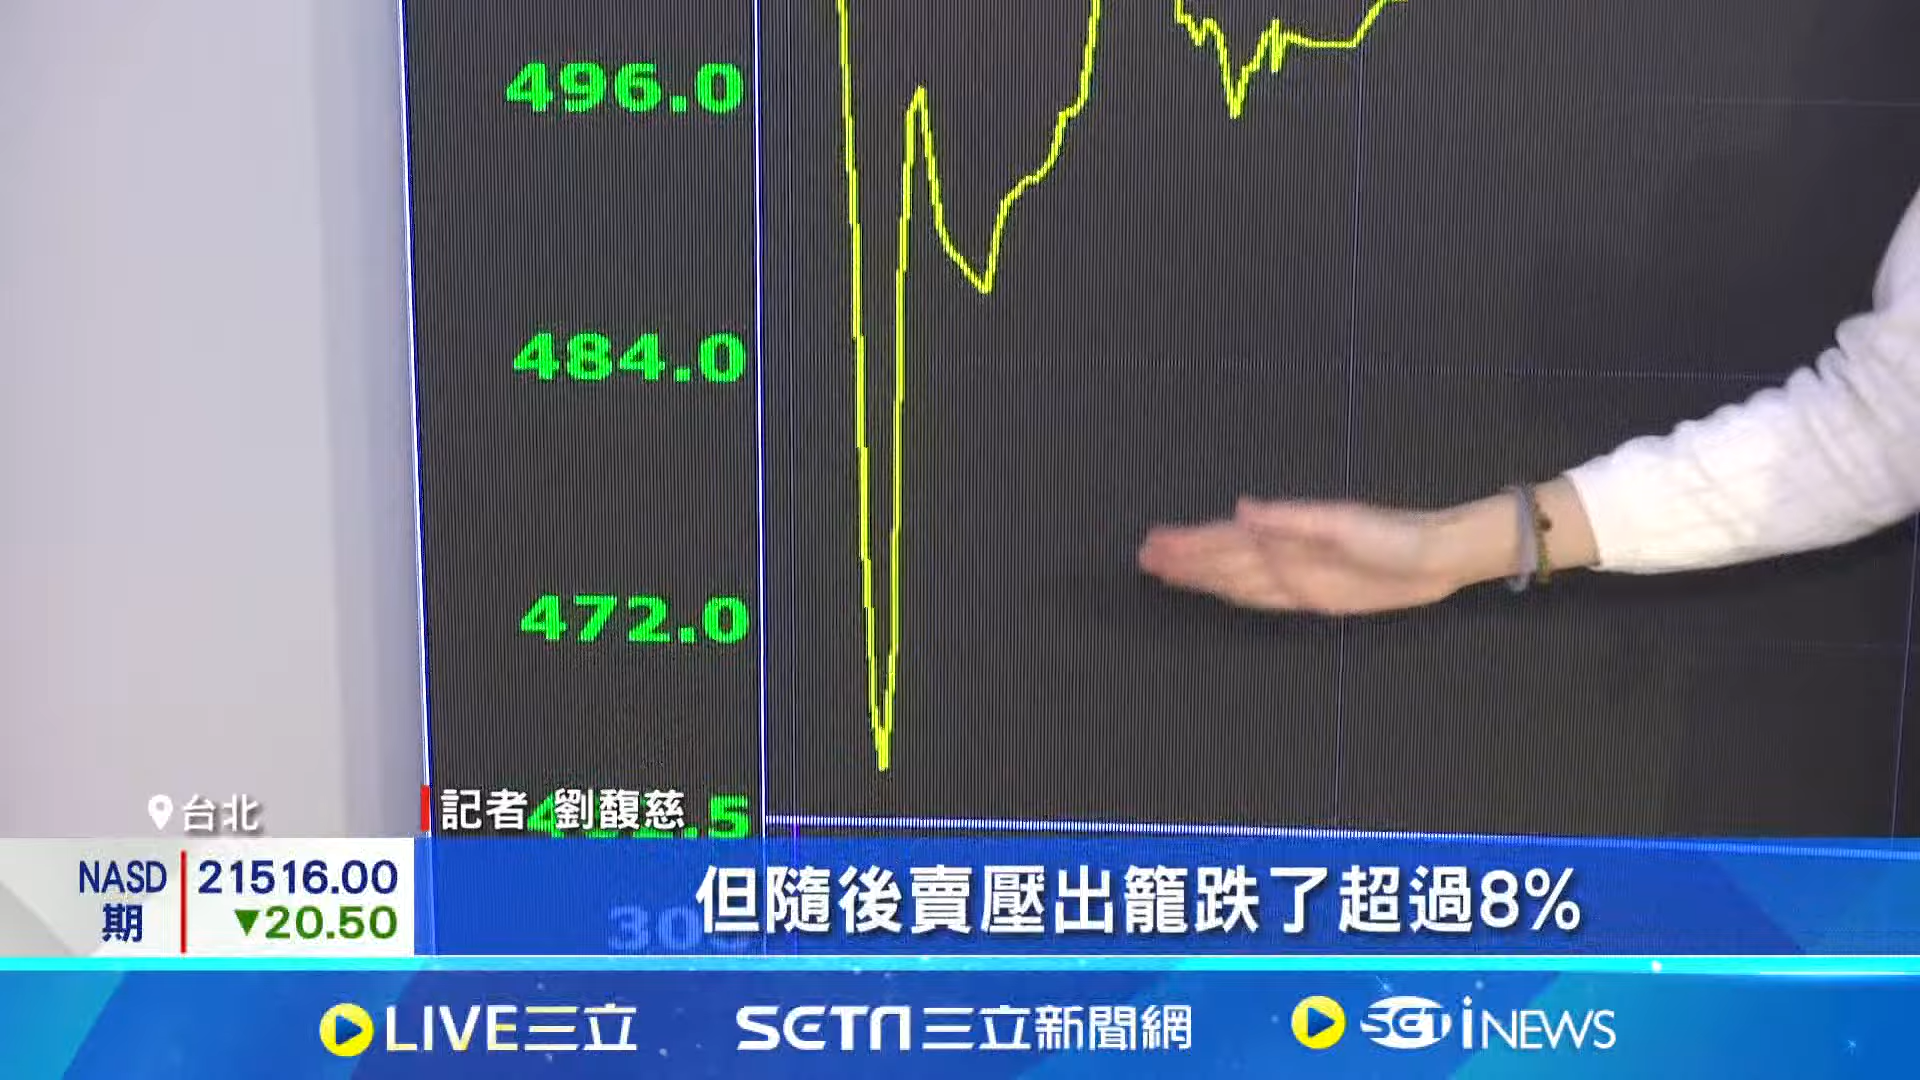 496.0
484.0
472.0
台北
記者 劉馥慈
NASD 21516.00
期 ▼20.50
但隨後賣壓出籠跌了超過8%
LIVE三立
SETN三立新聞網
SET iNEWS